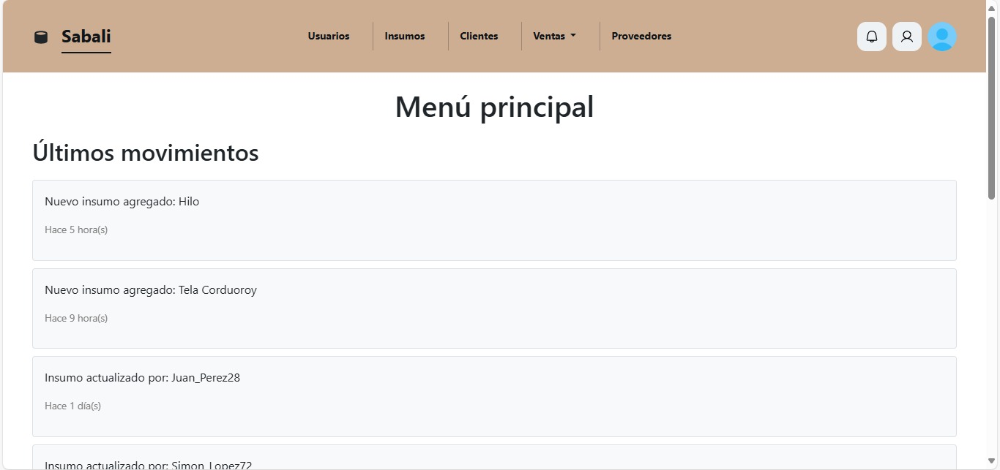 Sabali
Usuarios
Insumos
Clientes
Ventas
Proveedores
Menú principal
Últimos movimientos
Nuevo insumo agregado: Hilo
Hace 5 hora(s)
Nuevo insumo agregado: Tela Corduoroy
Hace 9 hora(s)
Insumo actualizado por: Juan_Perez28
Hace 1 día(s)
Insumo actualizado por: Simon_Lopez72